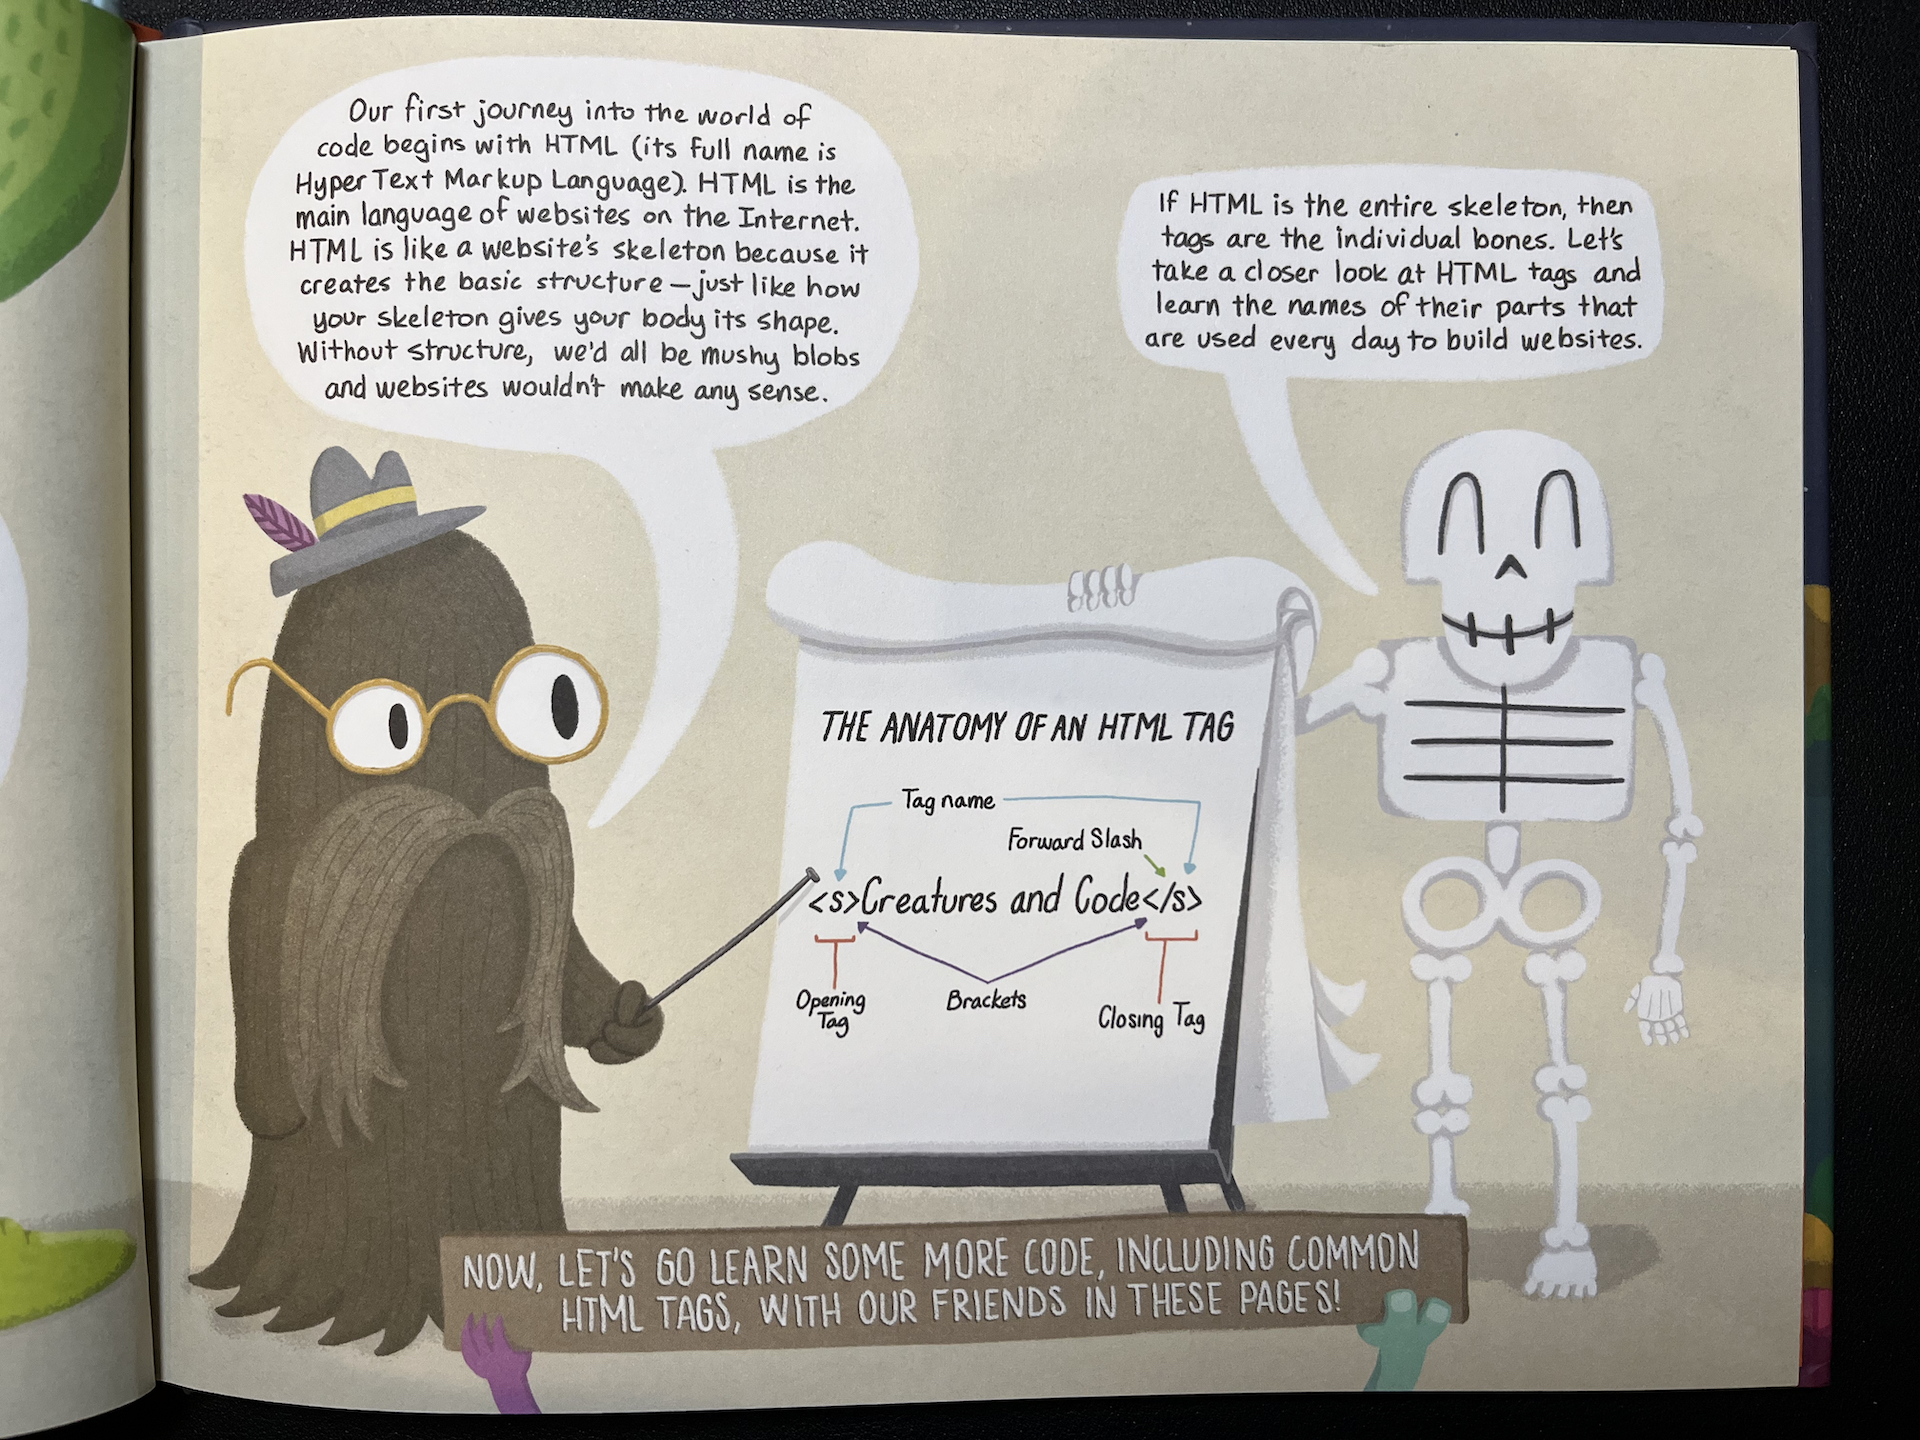 Our first journey into the world of
code begins with HTML (its full name is
HyperText Markup Language). HTML is the
main language of websites on the Internet.
HTML is like a website's skeleton because it
creates the basic structure—just like how
your skeleton gives your body its shape.
Without structure, we'd all be mushy blobs
and websites wouldn't make any sense.
If HTML is the entire skeleton, then
tags are the individual bones. Let's
take a closer look at HTML tags and
learn the names of their parts that
are used every day to build websites.
THE ANATOMY OF AN HTML TAG
Tag name
Forward Slash
<s>Creatures and Code</s>
Opening
Tag
Brackets
Closing Tag
NOW, LET'S GO LEARN SOME MORE CODE, INCLUDING COMMON
HTML TAGS, WITH OUR FRIENDS IN THESE PAGES!